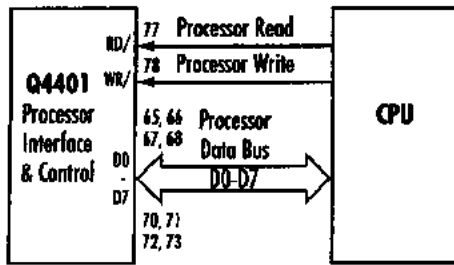 77 Processor Read
RD/
78 Processor Write
WR/
Q4401
Processor
Interface
& Control
65, 66
67, 68
Processor
Data Bus
D0-D7
D0
-
D7
70, 71
72, 73
CPU